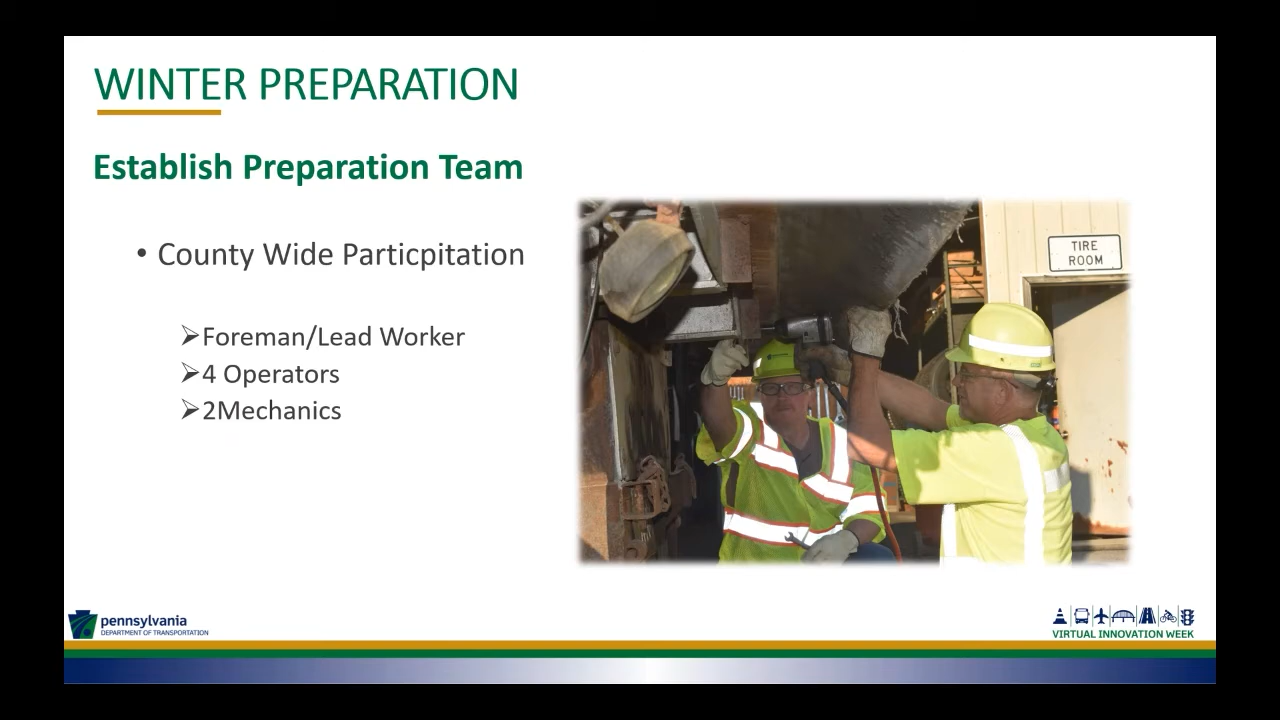 WINTER PREPARATION
Establish Preparation Team
• County Wide Particpitation
➢Foreman/Lead Worker
➢4 Operators
➢2Mechanics
TIRE
ROOM
pennsylvania
DEPARTMENT OF TRANSPORTATION
VIRTUAL INNOVATION WEEK